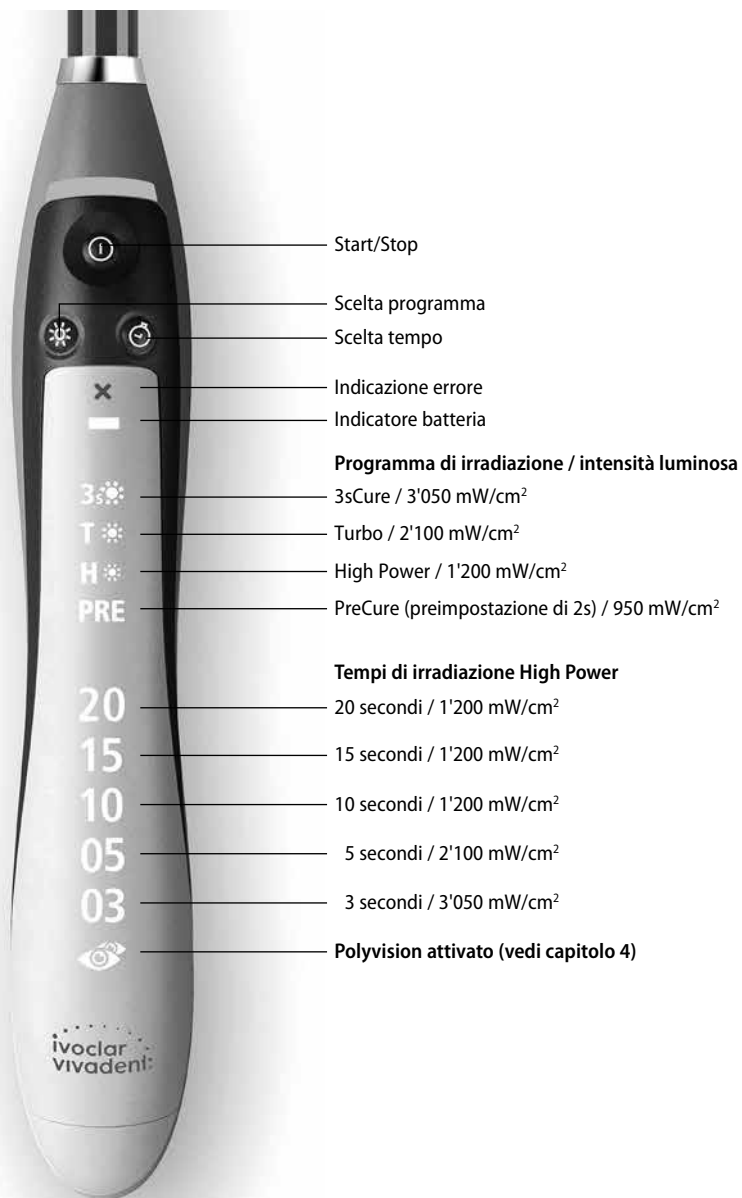 Start/Stop
Scelta programma
Scelta tempo
Indicazione errore
Indicatore batteria
Programma di irradiazione / intensità luminosa
3s
3sCure / 3'050 mW/cm²
T
Turbo / 2'100 mW/cm²
H
High Power / 1'200 mW/cm²
PRE
PreCure (preimpostazione di 2s) / 950 mW/cm²
Tempi di irradiazione High Power
20
20 secondi / 1'200 mW/cm²
15
15 secondi / 1'200 mW/cm²
10
10 secondi / 1'200 mW/cm²
05
5 secondi / 2'100 mW/cm²
03
3 secondi / 3'050 mW/cm²
Polyvision attivato (vedi capitolo 4)
ivoclar
vivadent: